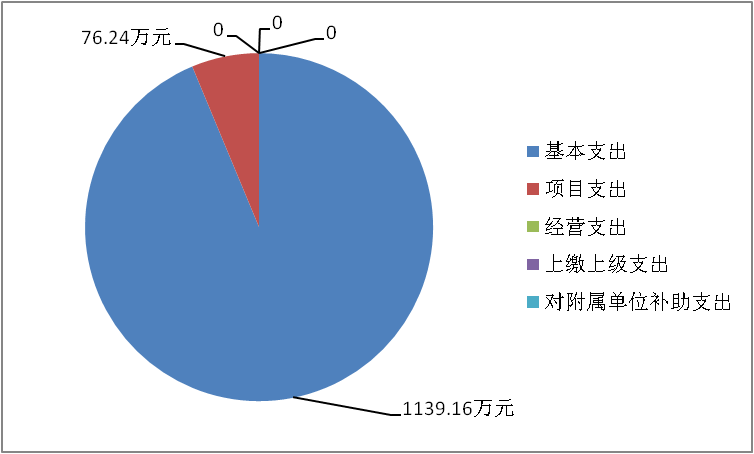 0
0
0
76.24万元
基本支出
项目支出
经营支出
上缴上级支出
对附属单位补助支出
1139.16万元